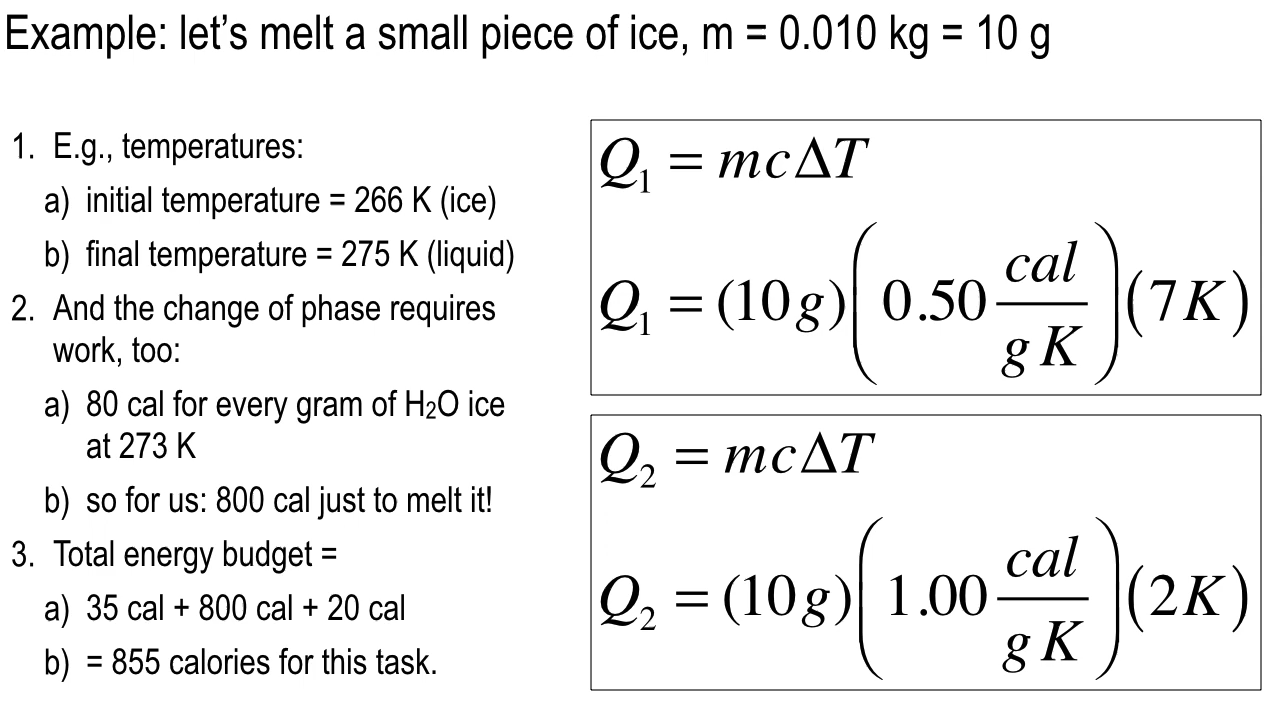 Example: let’s melt a small piece of ice, m = 0.010 kg = 10 g
1. E.g., temperatures:
a) initial temperature = 266 K (ice)
b) final temperature = 275 K (liquid)
2. And the change of phase requires
work, too:
a) 80 cal for every gram of H₂O ice
at 273 K
b) so for us: 800 cal just to melt it!
3. Total energy budget =
a) 35 cal + 800 cal + 20 cal
b) = 855 calories for this task.
Q₁ = mcΔT
Q₁ = (10 g)(0.50 cal/g K)(7 K)
Q₂ = mcΔT
Q₂ = (10 g)(1.00 cal/g K)(2 K)